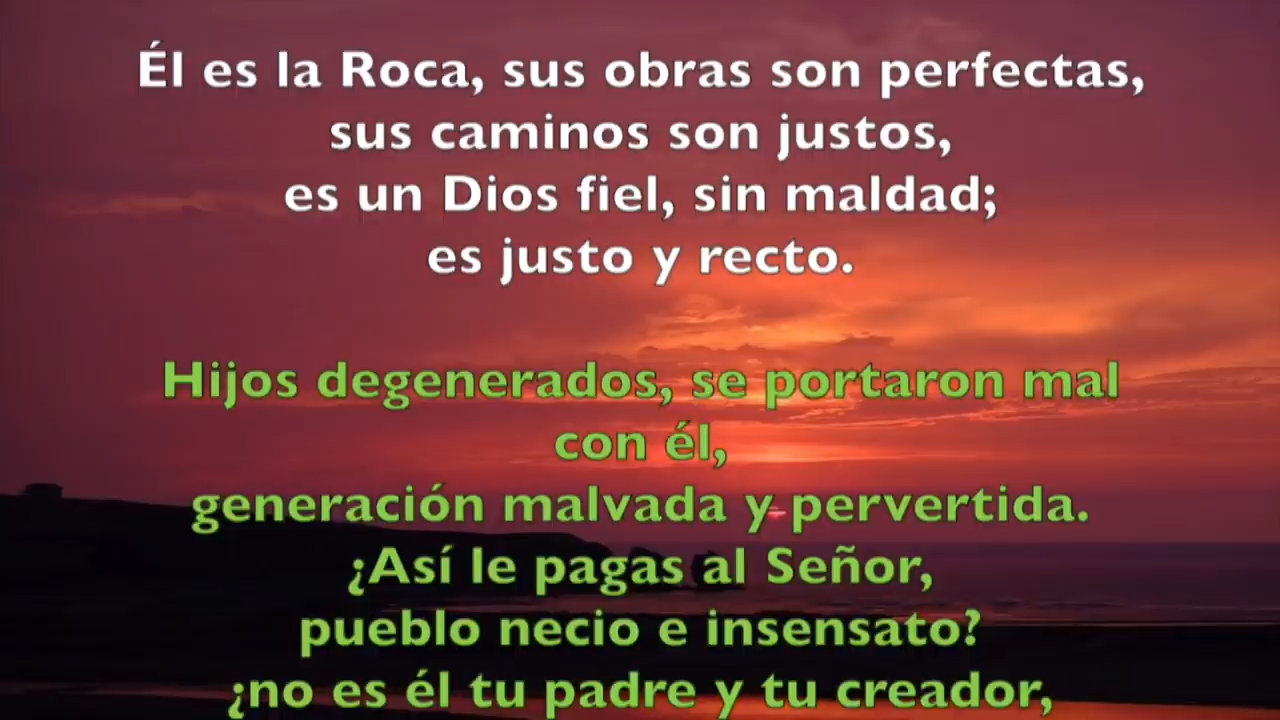 Él es la Roca, sus obras son perfectas,
sus caminos son justos,
es un Dios fiel, sin maldad;
es justo y recto.
Hijos degenerados, se portaron mal
con él,
generación malvada y pervertida.
¿Así le pagas al Señor,
pueblo necio e insensato?
¿no es él tu padre y tu creador,